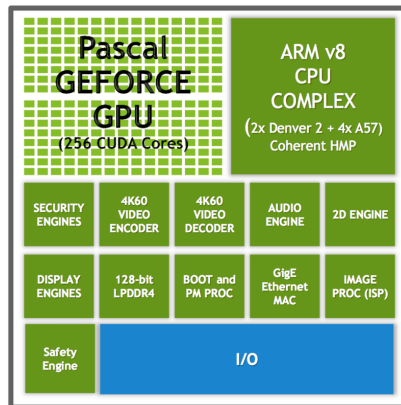 Pascal
GEFORCE
GPU
(256 CUDA Cores)
ARM v8
CPU
COMPLEX
(2x Denver 2 + 4x A57)
Coherent HMP
SECURITY
ENGINES
4K60
VIDEO
ENCODER
4K60
VIDEO
DECODER
AUDIO
ENGINE
2D ENGINE
DISPLAY
ENGINES
128-bit
LPDDR4
BOOT and
PM PROC
GigE
Ethernet
MAC
IMAGE
PROC (ISP)
Safety
Engine
I/O